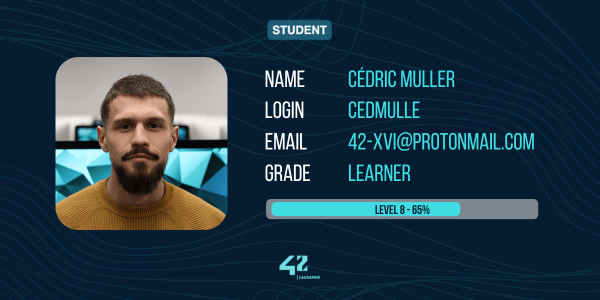 STUDENT
NAME CÉDRIC MULLER
LOGIN CEDMULLE
EMAIL 42-XVI@PROTONMAIL.COM
GRADE LEARNER
LEVEL 8 - 65%
42
LAUSANNE